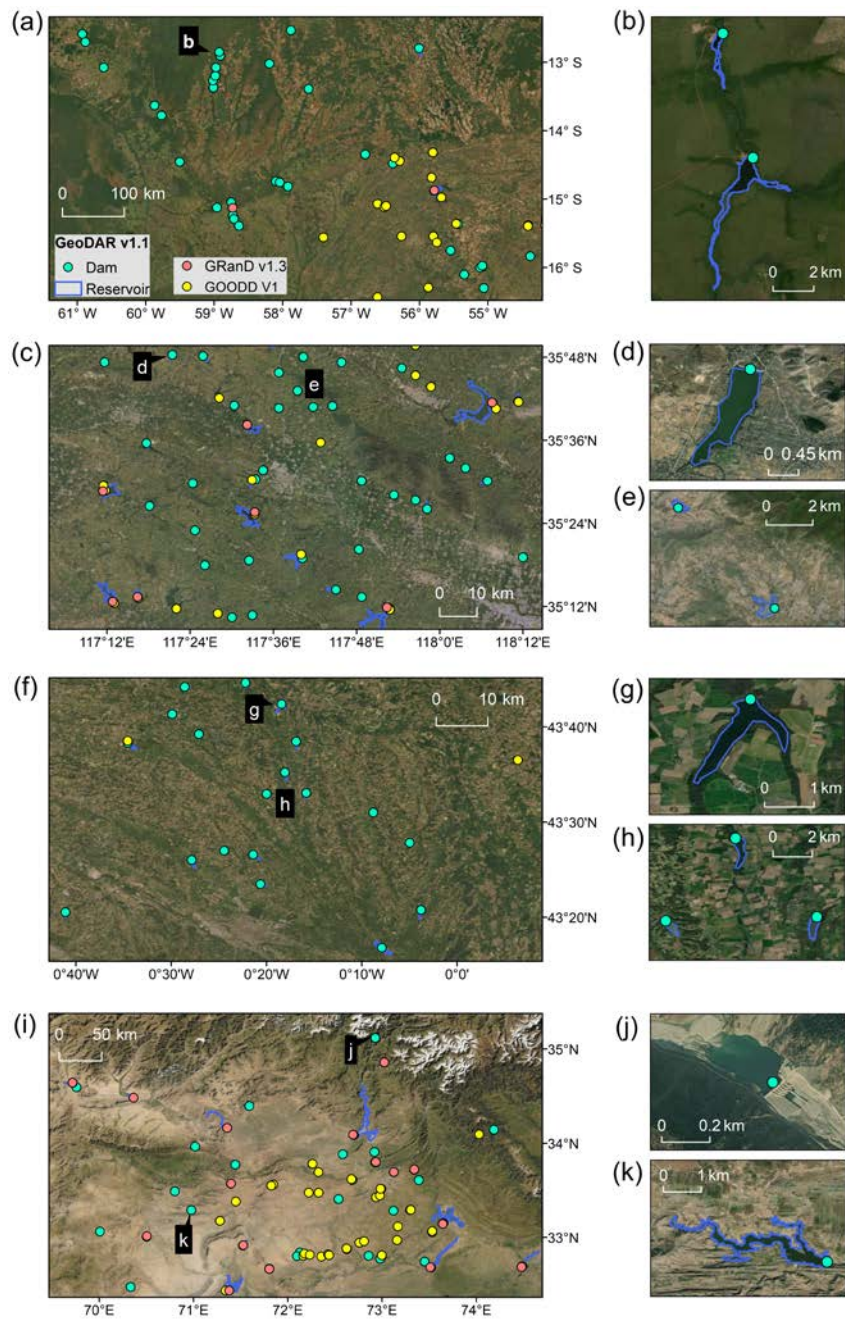 (a)
b
13° S
14° S
15° S
16° S
0 100 km
GeoDAR v1.1
Dam
Reservoir
GRanD v1.3
GOODD V1
61° W 60° W 59° W 58° W 57° W 56° W 55° W
(b)
0 2 km
(c)
d
e
35°48'N
35°36'N
35°24'N
35°12'N
0 10 km
117°12'E 117°24'E 117°36'E 117°48'E 118°0'E 118°12'E
(d)
0 0.45 km
(e)
0 2 km
(f)
g
h
0 10 km
43°40'N
43°30'N
43°20'N
0°40'W 0°30'W 0°20'W 0°10'W 0°0'
(g)
0 1 km
(h)
0 2 km
(i)
0 50 km
j
k
35°N
34°N
33°N
70°E 71°E 72°E 73°E 74°E
(j)
0 0.2 km
(k)
0 1 km